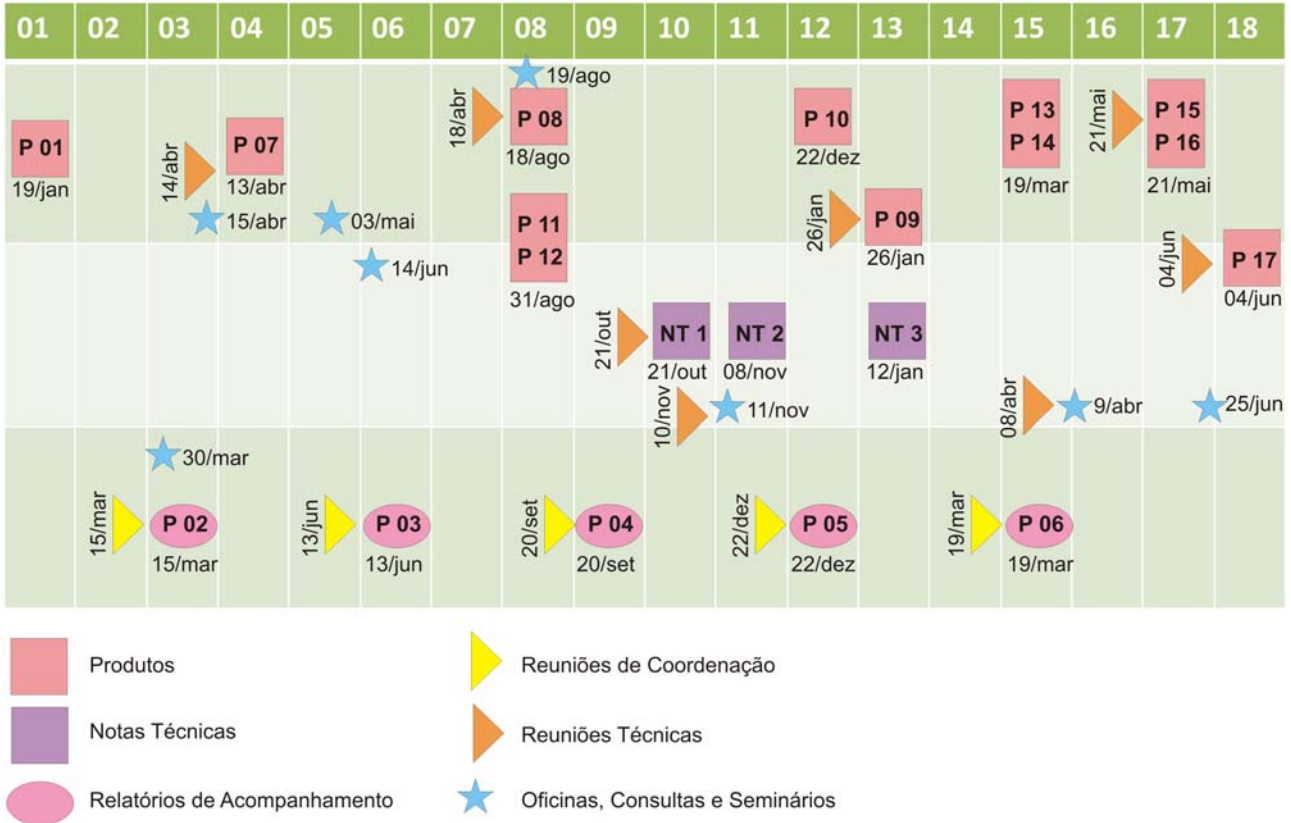 01 02 03 04 05 06 07 08 09 10 11 12 13 14 15 16 17 18
19/ago
P 01
19/jan
14/abr
P 07
13/abr
15/abr
03/mai
14/jun
18/abr
P 08
18/ago
P 11
P 12
31/ago
P 10
22/dez
26/jan
P 09
26/jan
P 13
P 14
19/mar
21/mai
P 15
P 16
21/mai
04/jun
P 17
04/jun
21/out
NT 1
21/out
NT 2
08/nov
NT 3
12/jan
10/nov
11/nov
08/abr
9/abr
25/jun
30/mar
15/mar
P 02
15/mar
13/jun
P 03
13/jun
20/set
P 04
20/set
22/dez
P 05
22/dez
19/mar
P 06
19/mar
Produtos
Reuniões de Coordenação
Notas Técnicas
Reuniões Técnicas
Relatórios de Acompanhamento
Oficinas, Consultas e Seminários